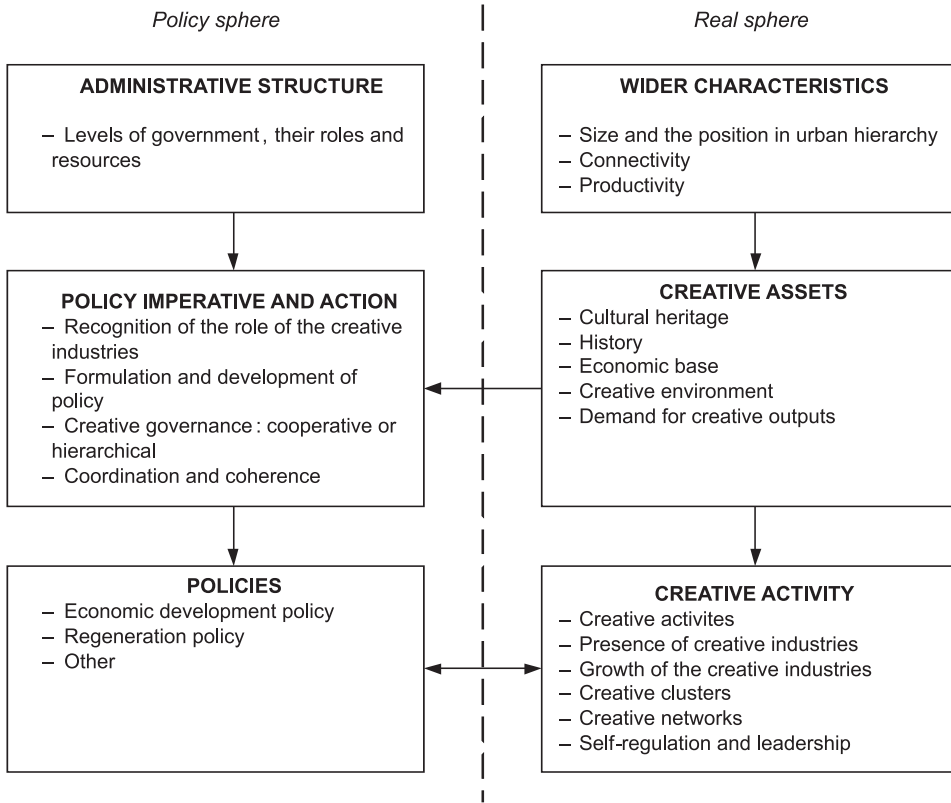 Policy sphere
Real sphere
ADMINISTRATIVE STRUCTURE
– Levels of government, their roles and
resources
WIDER CHARACTERISTICS
– Size and the position in urban hierarchy
– Connectivity
– Productivity
POLICY IMPERATIVE AND ACTION
– Recognition of the role of the creative
industries
– Formulation and development of
policy
– Creative governance: cooperative or
hierarchical
– Coordination and coherence
CREATIVE ASSETS
– Cultural heritage
– History
– Economic base
– Creative environment
– Demand for creative outputs
POLICIES
– Economic development policy
– Regeneration policy
– Other
CREATIVE ACTIVITY
– Creative activites
– Presence of creative industries
– Growth of the creative industries
– Creative clusters
– Creative networks
– Self-regulation and leadership